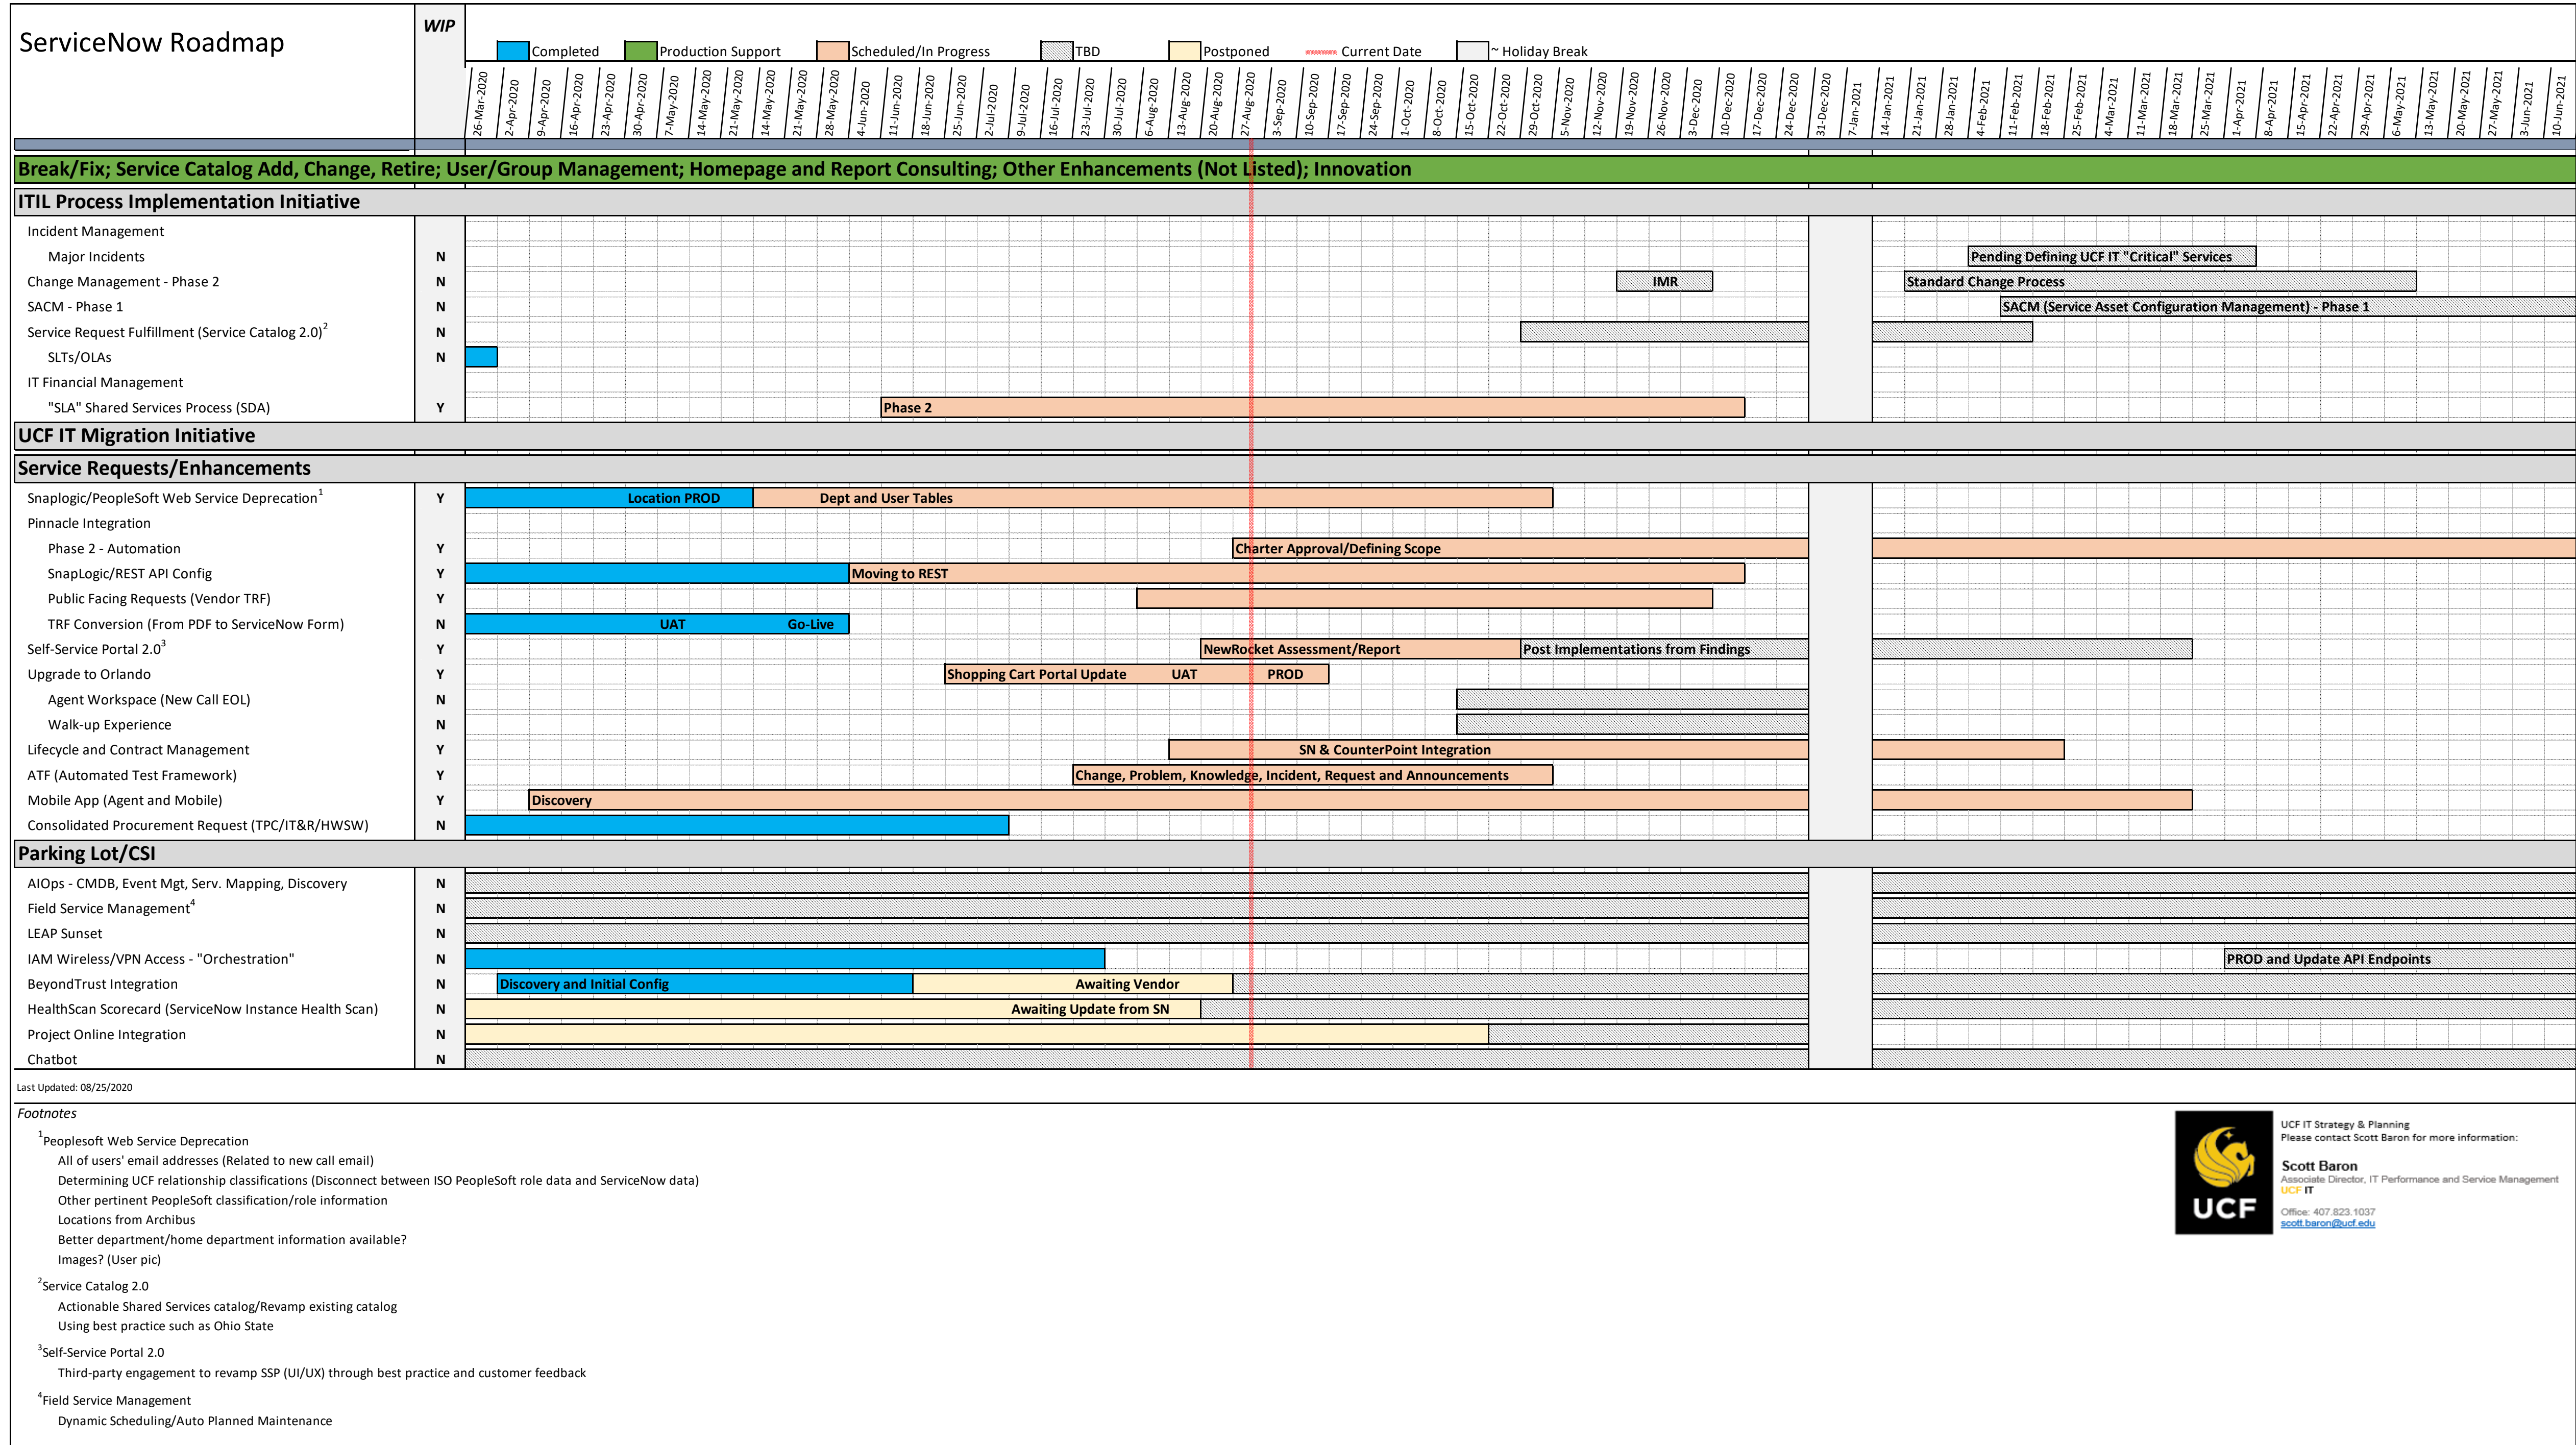 ServiceNow Roadmap
WIP
Completed
Production Support
Scheduled/In Progress
TBD
Postponed
Current Date
~ Holiday Break
26-Mar-2020
2-Apr-2020
9-Apr-2020
16-Apr-2020
23-Apr-2020
30-Apr-2020
7-May-2020
14-May-2020
21-May-2020
14-May-2020
21-May-2020
28-May-2020
4-Jun-2020
11-Jun-2020
18-Jun-2020
25-Jun-2020
2-Jul-2020
9-Jul-2020
16-Jul-2020
23-Jul-2020
30-Jul-2020
6-Aug-2020
13-Aug-2020
20-Aug-2020
27-Aug-2020
3-Sep-2020
10-Sep-2020
17-Sep-2020
24-Sep-2020
1-Oct-2020
8-Oct-2020
15-Oct-2020
22-Oct-2020
29-Oct-2020
5-Nov-2020
12-Nov-2020
19-Nov-2020
26-Nov-2020
3-Dec-2020
10-Dec-2020
17-Dec-2020
24-Dec-2020
31-Dec-2020
7-Jan-2021
14-Jan-2021
21-Jan-2021
28-Jan-2021
4-Feb-2021
11-Feb-2021
18-Feb-2021
25-Feb-2021
4-Mar-2021
11-Mar-2021
18-Mar-2021
25-Mar-2021
1-Apr-2021
8-Apr-2021
15-Apr-2021
22-Apr-2021
29-Apr-2021
6-May-2021
13-May-2021
20-May-2021
27-May-2021
3-Jun-2021
10-Jun-2021
Break/Fix; Service Catalog Add, Change, Retire; User/Group Management; Homepage and Report Consulting; Other Enhancements (Not Listed); Innovation
ITIL Process Implementation Initiative
Incident Management
Major Incidents N Pending Defining UCF IT "Critical" Services
Change Management - Phase 2 N IMR Standard Change Process
SACM - Phase 1 N SACM (Service Asset Configuration Management) - Phase 1
Service Request Fulfillment (Service Catalog 2.0)2 N
SLTs/OLAs N
IT Financial Management
"SLA" Shared Services Process (SDA) Y Phase 2
UCF IT Migration Initiative
Service Requests/Enhancements
Snaplogic/PeopleSoft Web Service Deprecation1 Y Location PROD Dept and User Tables
Pinnacle Integration
Phase 2 - Automation Y Charter Approval/Defining Scope
SnapLogic/REST API Config Y Moving to REST
Public Facing Requests (Vendor TRF) Y
TRF Conversion (From PDF to ServiceNow Form) N UAT Go-Live
Self-Service Portal 2.03 Y NewRocket Assessment/Report Post Implementations from Findings
Upgrade to Orlando Y Shopping Cart Portal Update UAT PROD
Agent Workspace (New Call EOL) N
Walk-up Experience N
Lifecycle and Contract Management Y SN & CounterPoint Integration
ATF (Automated Test Framework) Y Change, Problem, Knowledge, Incident, Request and Announcements
Mobile App (Agent and Mobile) Y Discovery
Consolidated Procurement Request (TPC/IT&R/HWSW) N
Parking Lot/CSI
AIOps - CMDB, Event Mgt, Serv. Mapping, Discovery N
Field Service Management4 N
LEAP Sunset N
IAM Wireless/VPN Access - "Orchestration" N PROD and Update API Endpoints
BeyondTrust Integration N Discovery and Initial Config Awaiting Vendor
HealthScan Scorecard (ServiceNow Instance Health Scan) N Awaiting Update from SN
Project Online Integration N
Chatbot N
Last Updated: 08/25/2020
Footnotes
1Peoplesoft Web Service Deprecation
All of users' email addresses (Related to new call email)
Determining UCF relationship classifications (Disconnect between ISO PeopleSoft role data and ServiceNow data)
Other pertinent PeopleSoft classification/role information
Locations from Archibus
Better department/home department information available?
Images? (User pic)
2Service Catalog 2.0
Actionable Shared Services catalog/Revamp existing catalog
Using best practice such as Ohio State
3Self-Service Portal 2.0
Third-party engagement to revamp SSP (UI/UX) through best practice and customer feedback
4Field Service Management
Dynamic Scheduling/Auto Planned Maintenance
UCF
UCF IT Strategy & Planning
Please contact Scott Baron for more information:
Scott Baron
Associate Director, IT Performance and Service Management
UCF IT
Office: 407.823.1037
scott.baron@ucf.edu